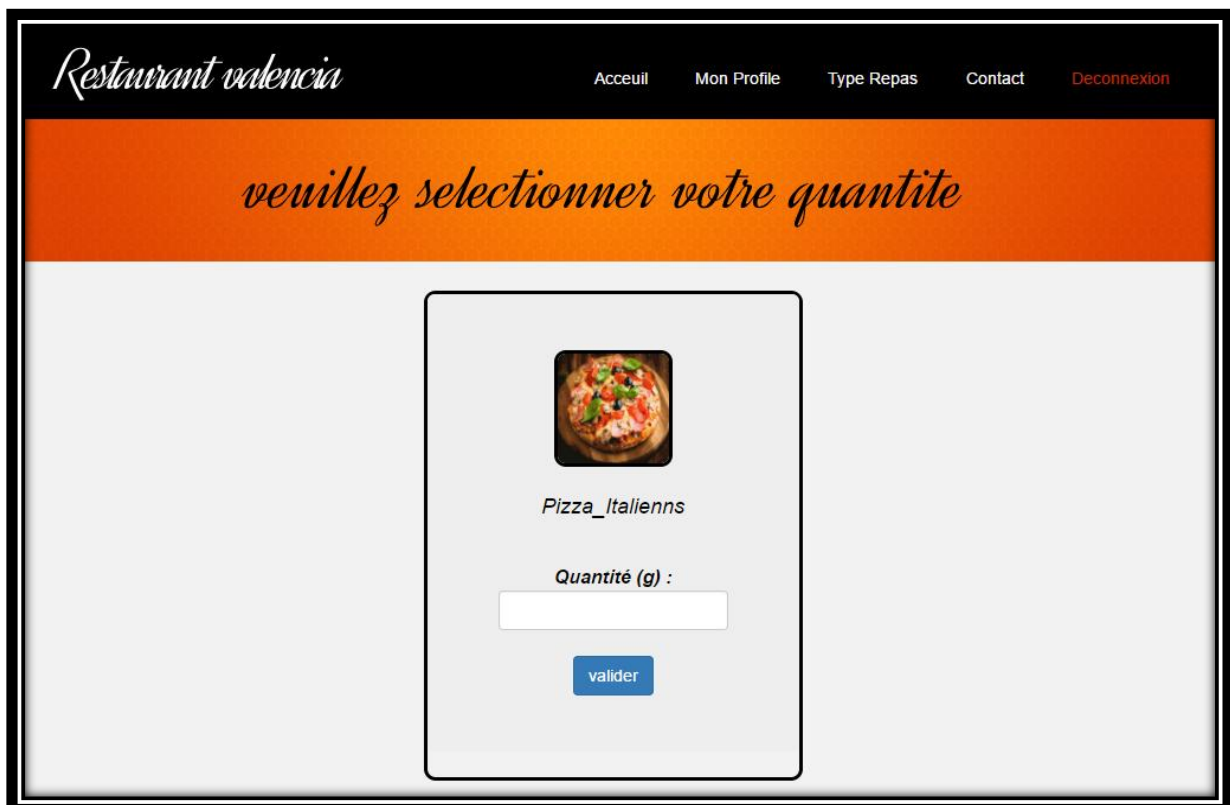 Restaurant valencia
Acceuil Mon Profile Type Repas Contact Deconnexion
veuillez selectionner votre quantite
Pizza_Italienns
Quantité (g) :
valider